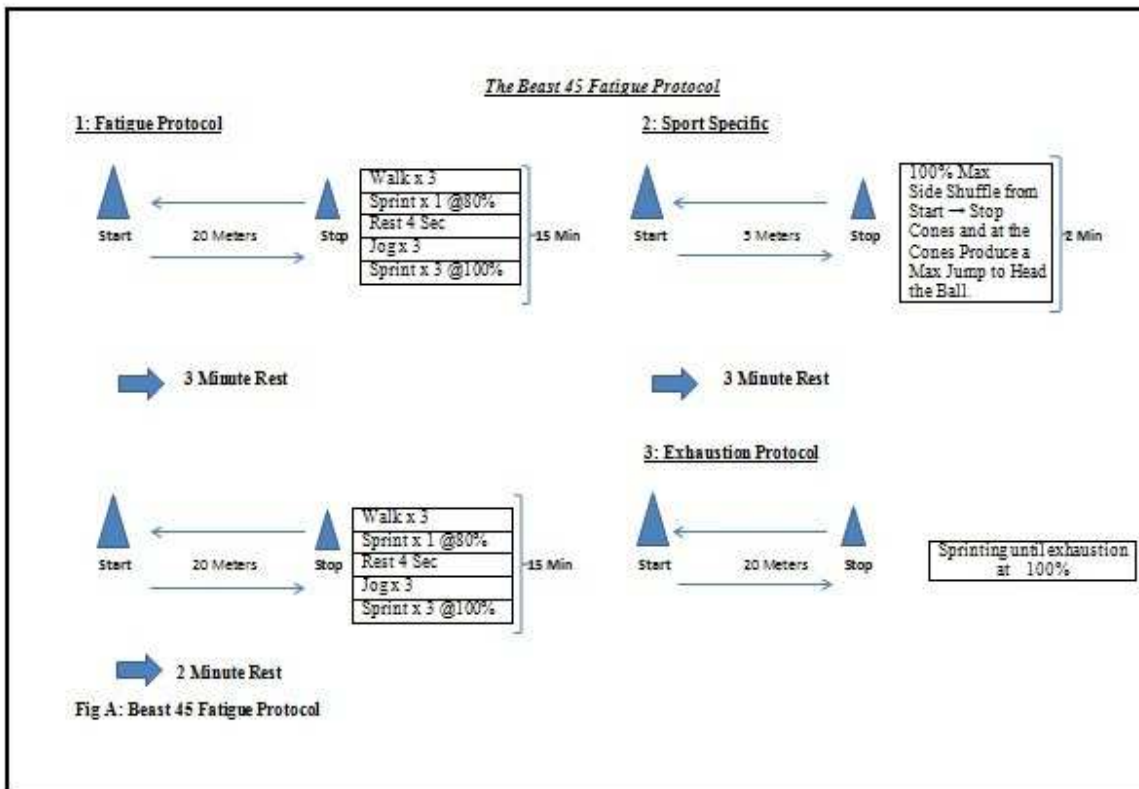 The Beast 45 Fatigue Protocol
1: Fatigue Protocol
Start
20 Meters
Stop
Walk x 3
Sprint x 1 @80%
Rest 4 Sec
Jog x 3
Sprint x 3 @100%
15 Min
3 Minute Rest
Start
20 Meters
Stop
Walk x 3
Sprint x 1 @80%
Rest 4 Sec
Jog x 3
Sprint x 3 @100%
15 Min
2 Minute Rest
2: Sport Specific
Start
5 Meters
Stop
100% Max
Side Shuffle from
Start → Stop
Cones and at the
Cones Produce a
Max Jump to Head
the Ball.
2 Min
3 Minute Rest
3: Exhaustion Protocol
Start
20 Meters
Stop
Sprinting until exhaustion
at 100%
Fig A: Beast 45 Fatigue Protocol